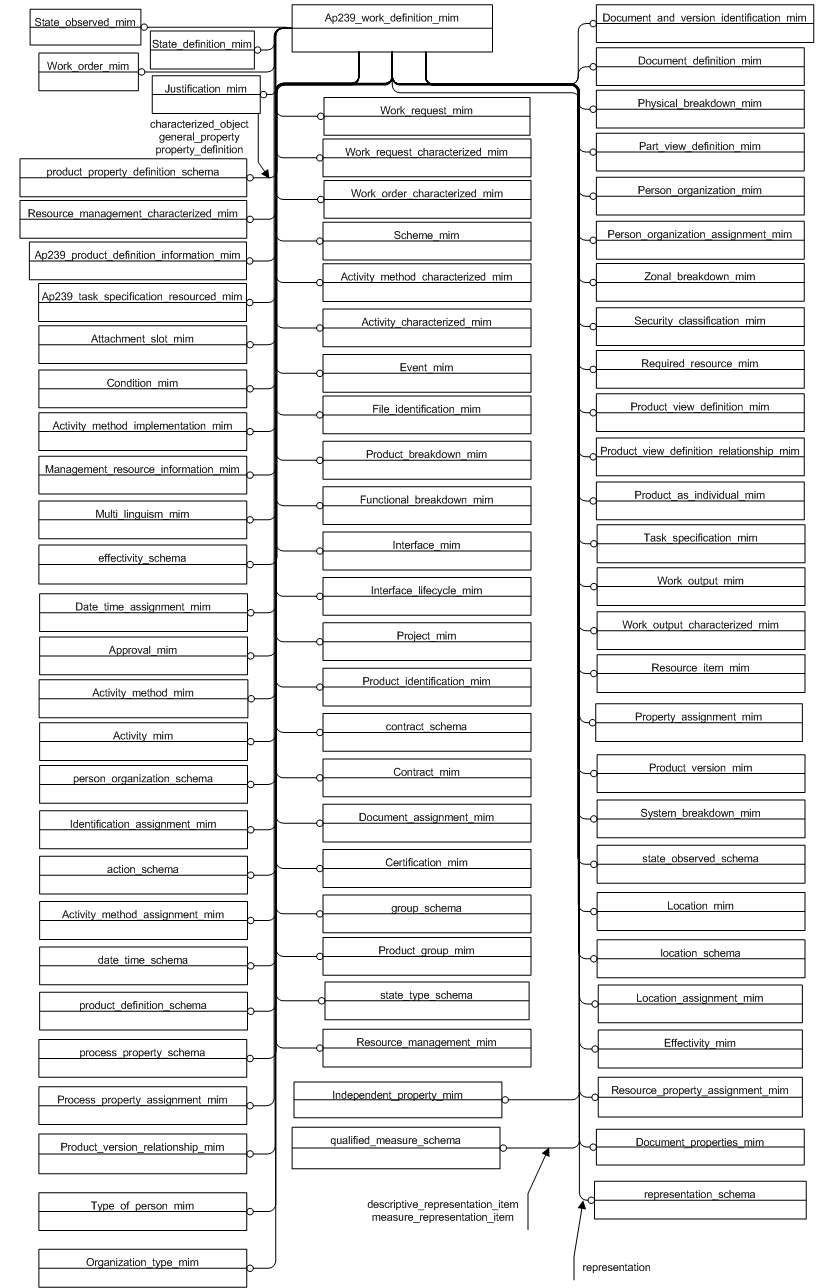 Ap239_work_definition_mim
State_observed_mim
State_definition_mim
Work_order_mim
Justification_mim
characterized_object
general_property
property_definition
product_property_definition_schema
Resource_management_characterized_mim
Ap239_product_definition_information_mim
Ap239_task_specification_resourced_mim
Attachment_slot_mim
Condition_mim
Activity_method_implementation_mim
Management_resource_information_mim
Multi_linguism_mim
effectivity_schema
Date_time_assignment_mim
Approval_mim
Activity_method_mim
Activity_mim
person_organization_schema
Identification_assignment_mim
action_schema
Activity_method_assignment_mim
date_time_schema
product_definition_schema
process_property_schema
Process_property_assignment_mim
Product_version_relationship_mim
Type_of_person_mim
Organization_type_mim
Work_request_mim
Work_request_characterized_mim
Work_order_characterized_mim
Scheme_mim
Activity_method_characterized_mim
Activity_characterized_mim
Event_mim
File_identification_mim
Product_breakdown_mim
Functional_breakdown_mim
Interface_mim
Interface_lifecycle_mim
Project_mim
Product_identification_mim
contract_schema
Contract_mim
Document_assignment_mim
Certification_mim
group_schema
Product_group_mim
state_type_schema
Resource_management_mim
Independent_property_mim
qualified_measure_schema
descriptive_representation_item
measure_representation_item
Document_and_version_identification_mim
Document_definition_mim
Physical_breakdown_mim
Part_view_definition_mim
Person_organization_mim
Person_organization_assignment_mim
Zonal_breakdown_mim
Security_classification_mim
Required_resource_mim
Product_view_definition_mim
Product_view_definition_relationship_mim
Product_as_individual_mim
Task_specification_mim
Work_output_mim
Work_output_characterized_mim
Resource_item_mim
Property_assignment_mim
Product_version_mim
System_breakdown_mim
state_observed_schema
Location_mim
location_schema
Location_assignment_mim
Effectivity_mim
Resource_property_assignment_mim
Document_properties_mim
representation_schema
representation